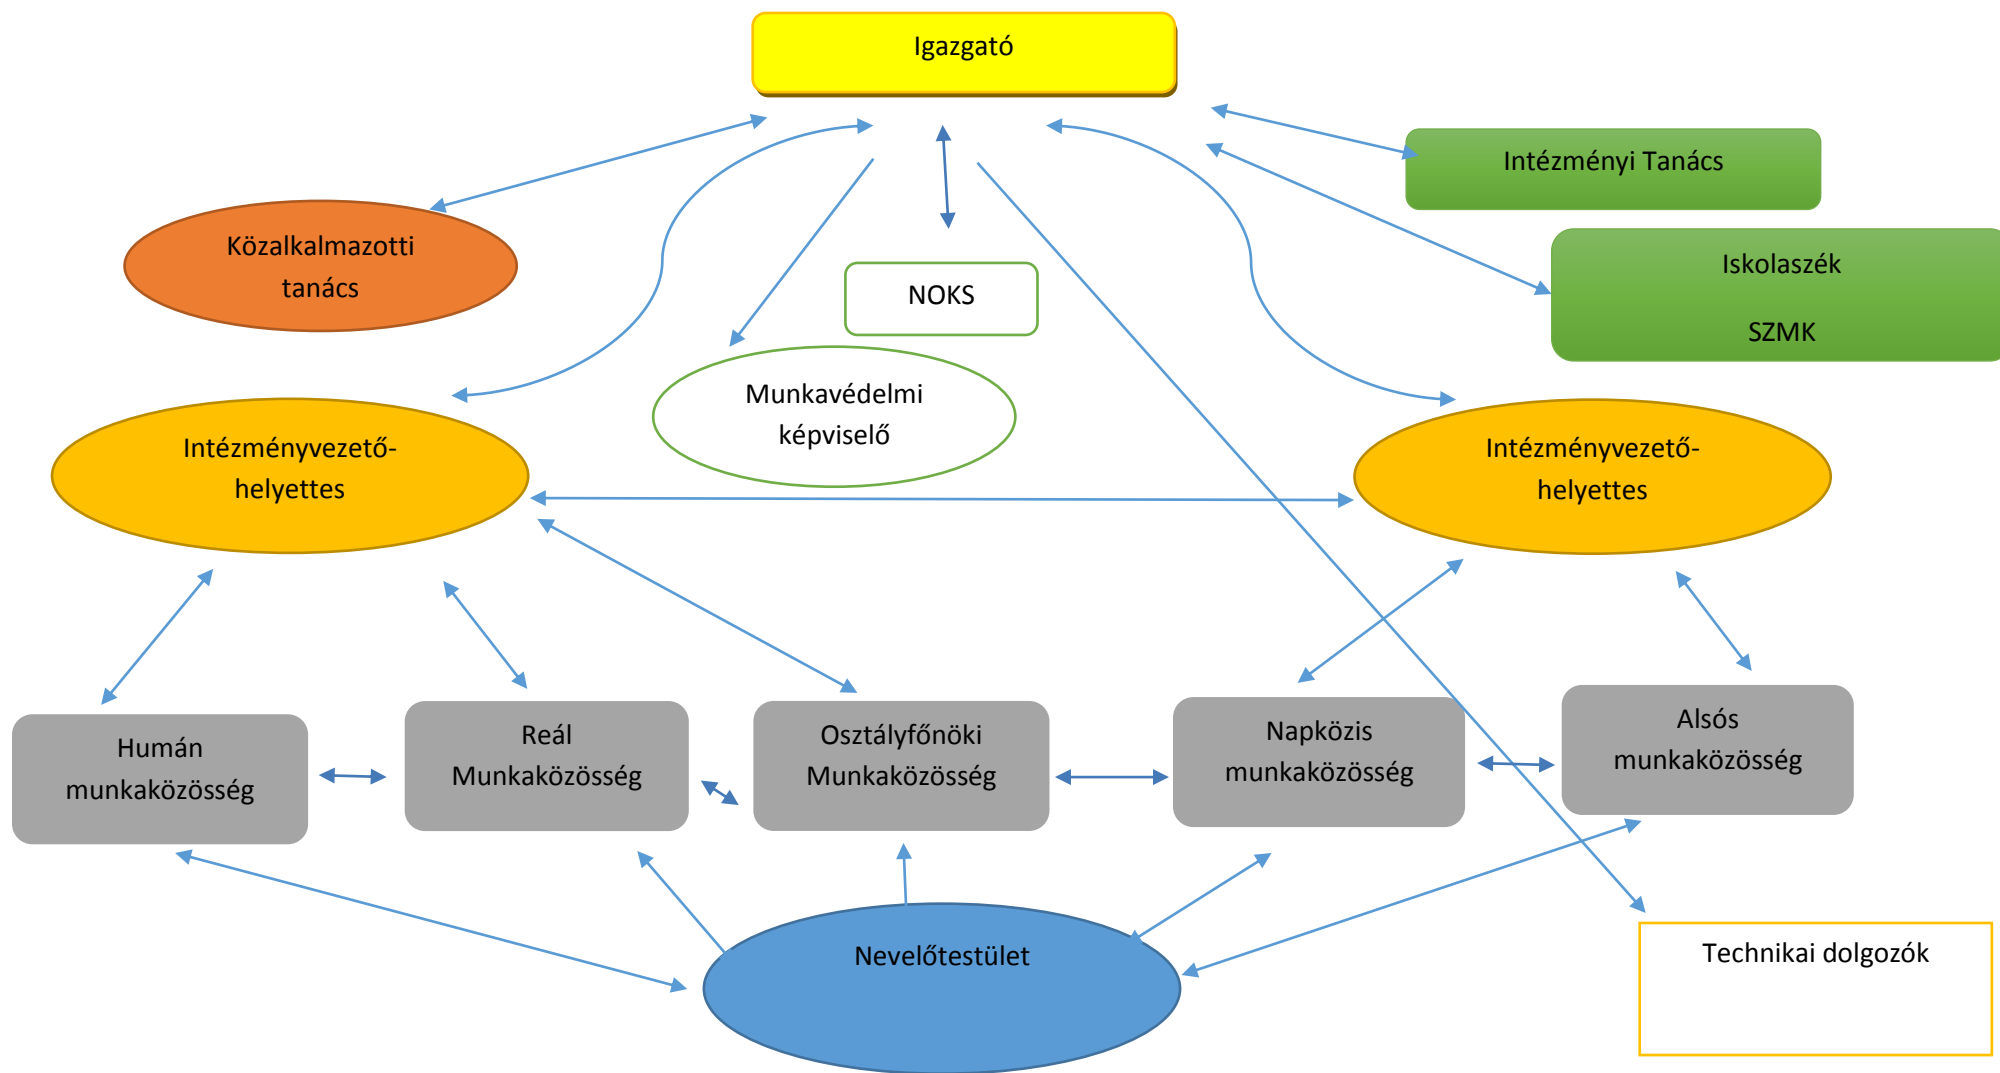 Igazgató
Intézményi Tanács
Közalkalmazotti
tanács
Iskolaszék
SZMK
NOKS
Munkavédelmi
képviselő
Intézményvezető-
helyettes
Intézményvezető-
helyettes
Humán
munkaközösség
Reál
Munkaközösség
Osztályfőnöki
Munkaközösség
Napközis
munkaközösség
Alsós
munkaközösség
Nevelőtestület
Technikai dolgozók